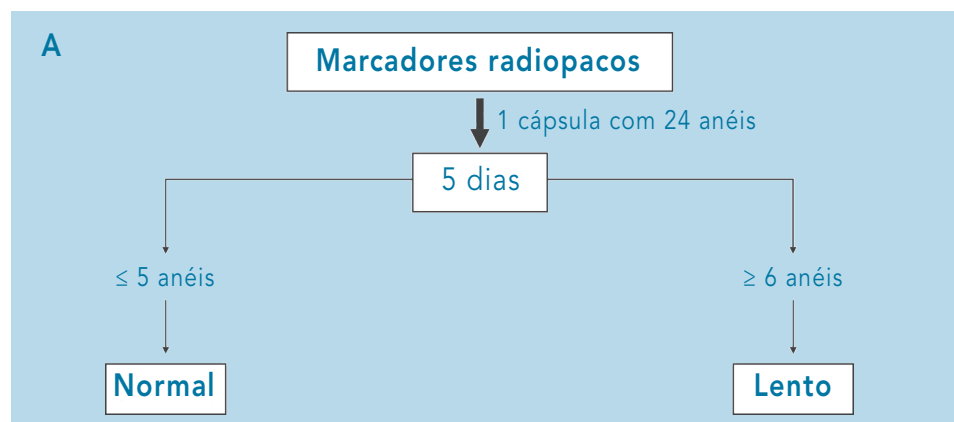 A
Marcadores radiopacos
1 cápsula com 24 anéis
5 dias
≤ 5 anéis
≥ 6 anéis
Normal
Lento